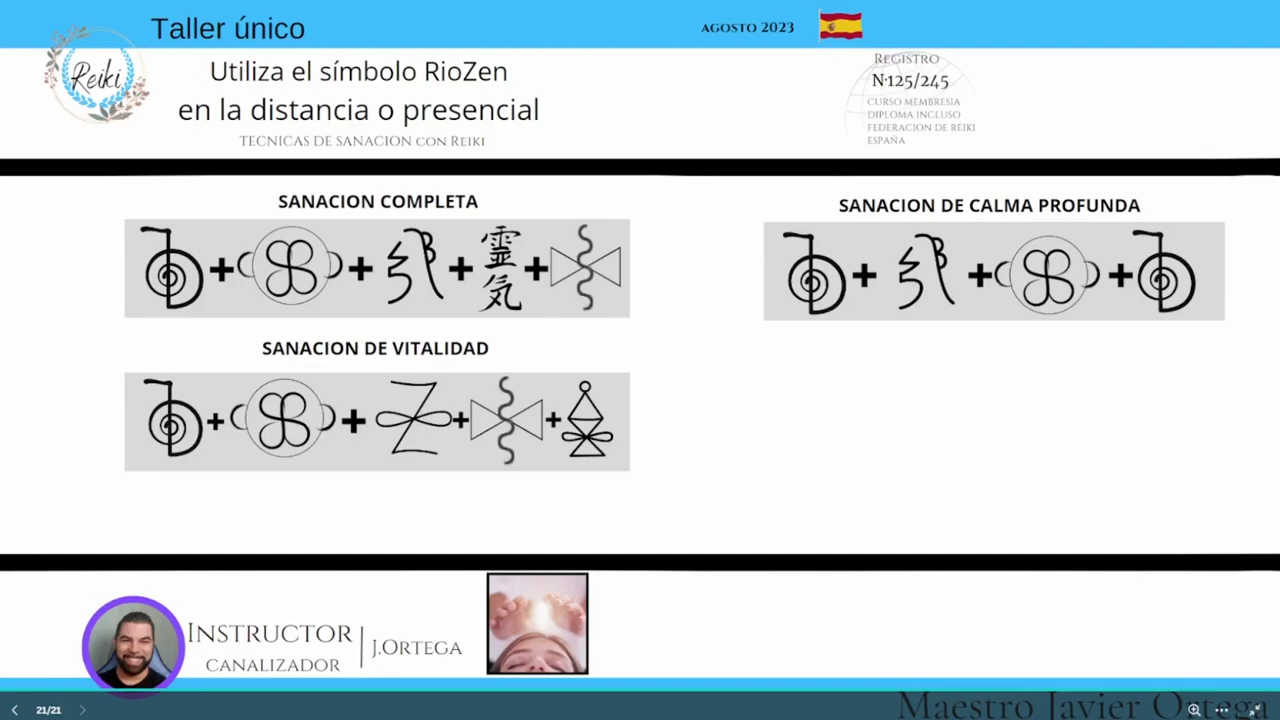 Taller único
AGOSTO 2023
Reiki
Utiliza el símbolo RioZen
en la distancia o presencial
TECNICAS DE SANACION CON REIKI
REGISTRO
N·125/245
CURSO MEMBRESIA
DIPLOMA INCLUSO
FEDERACION DE REIKI
ESPAÑA
SANACION COMPLETA
+ + + +
靈
気
SANACION DE CALMA PROFUNDA
+ + +
SANACION DE VITALIDAD
+ + + +
INSTRUCTOR
CANALIZADOR
J.ORTEGA
Maestro Javier Ortega
21/21